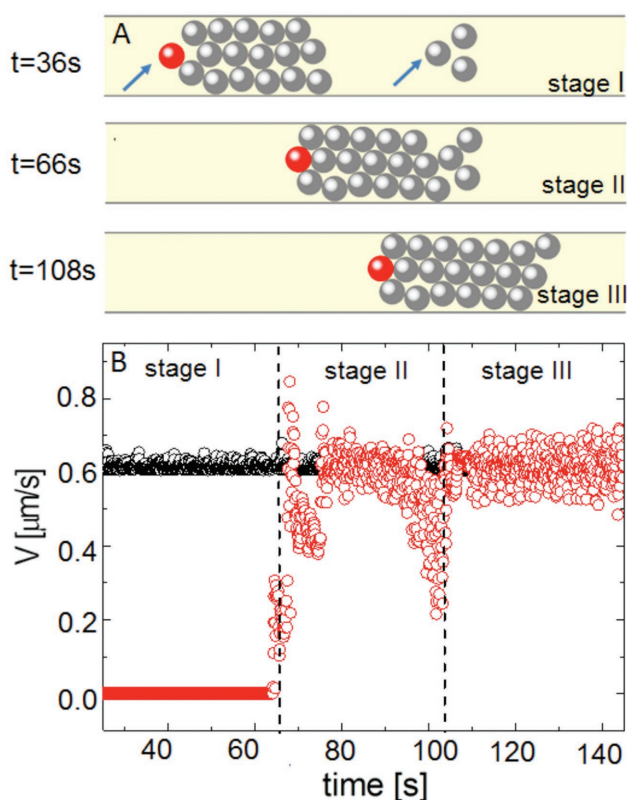 A
t=36s
stage I
t=66s
stage II
t=108s
stage III
B
stage I stage II stage III
0.8
0.6
0.4
0.2
0.0
V [μm/s]
40 60 80 100 120 140
time [s]